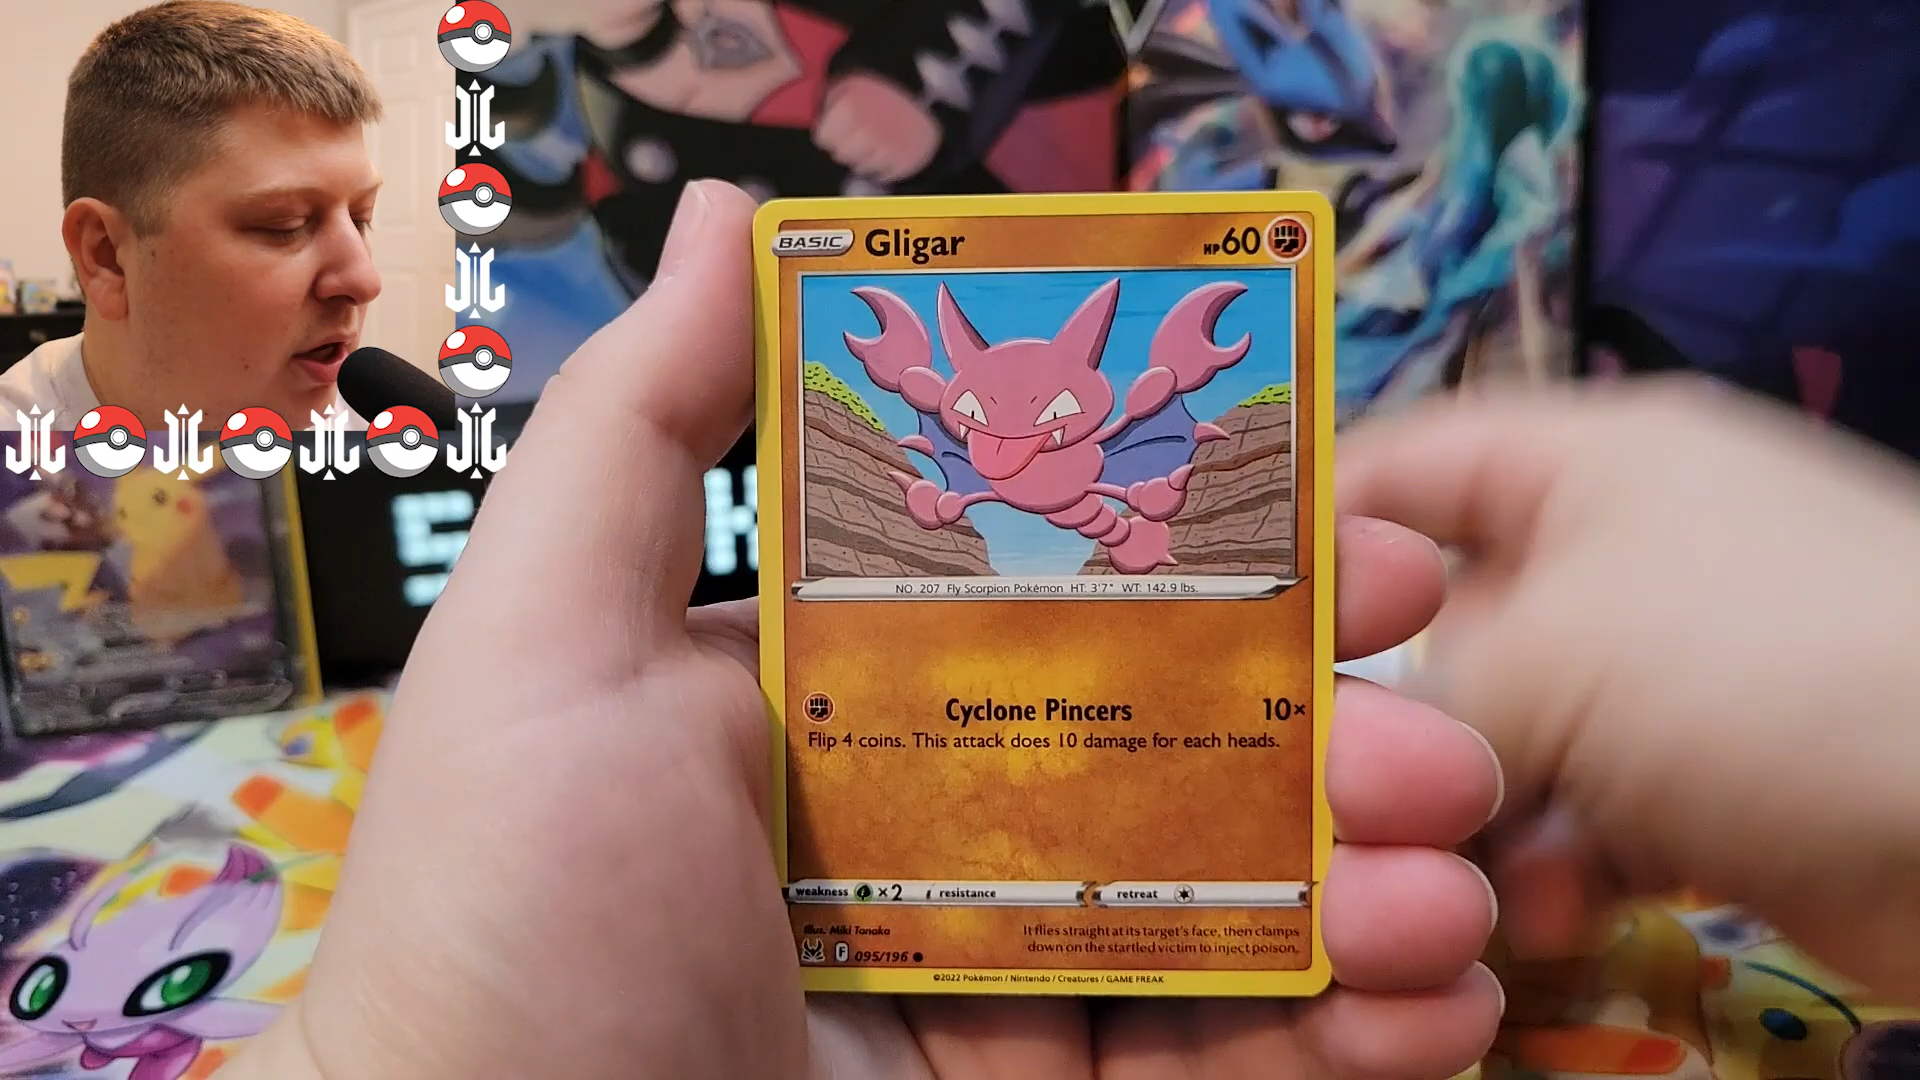 BASIC Gligar HP60
NO. 207 Fly Scorpion Pokémon HT: 3'7" WT: 142.9 lbs.
Cyclone Pincers 10×
Flip 4 coins. This attack does 10 damage for each heads.
weakness ×2 resistance retreat
Illus. Miki Tanaka
It flies straight at its target's face, then clamps
down on the startled victim to inject poison.
F 095/196
©2022 Pokémon / Nintendo / Creatures / GAME FREAK